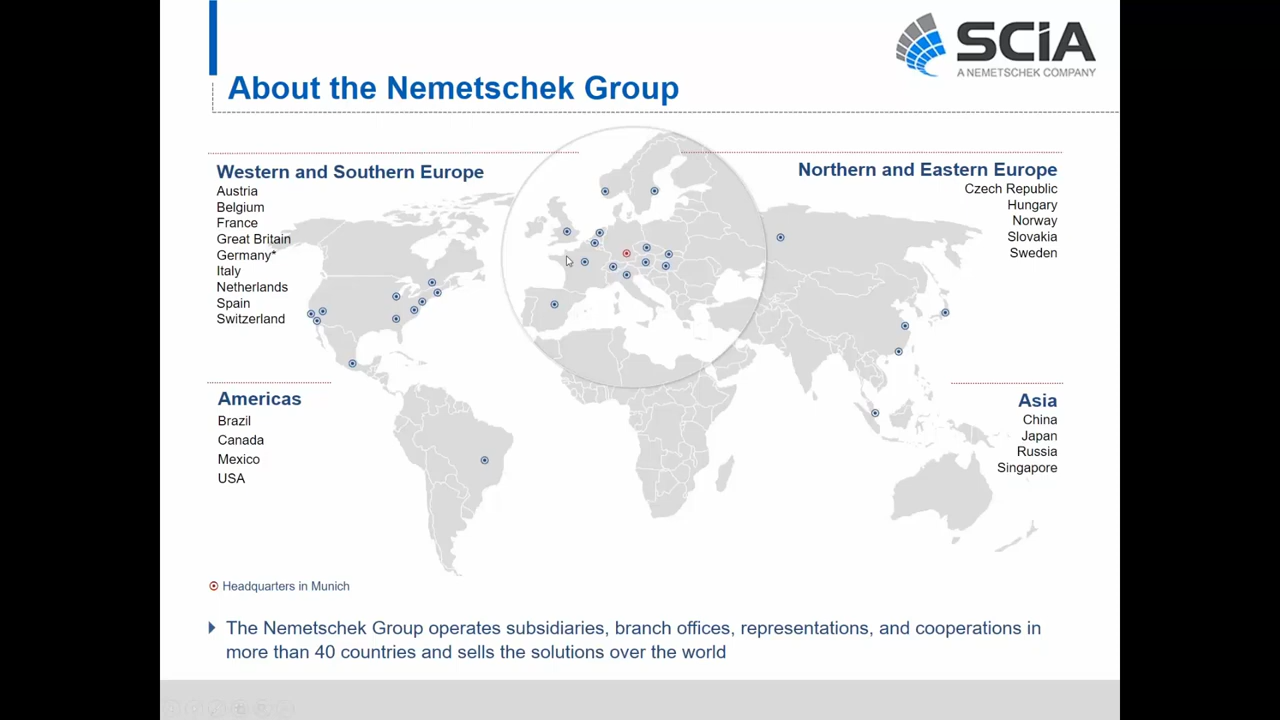 SCiA
A NEMETSCHEK COMPANY
About the Nemetschek Group
Western and Southern Europe
Austria
Belgium
France
Great Britain
Germany*
Italy
Netherlands
Spain
Switzerland
Northern and Eastern Europe
Czech Republic
Hungary
Norway
Slovakia
Sweden
Americas
Brazil
Canada
Mexico
USA
Asia
China
Japan
Russia
Singapore
Headquarters in Munich
The Nemetschek Group operates subsidiaries, branch offices, representations, and cooperations in
more than 40 countries and sells the solutions over the world